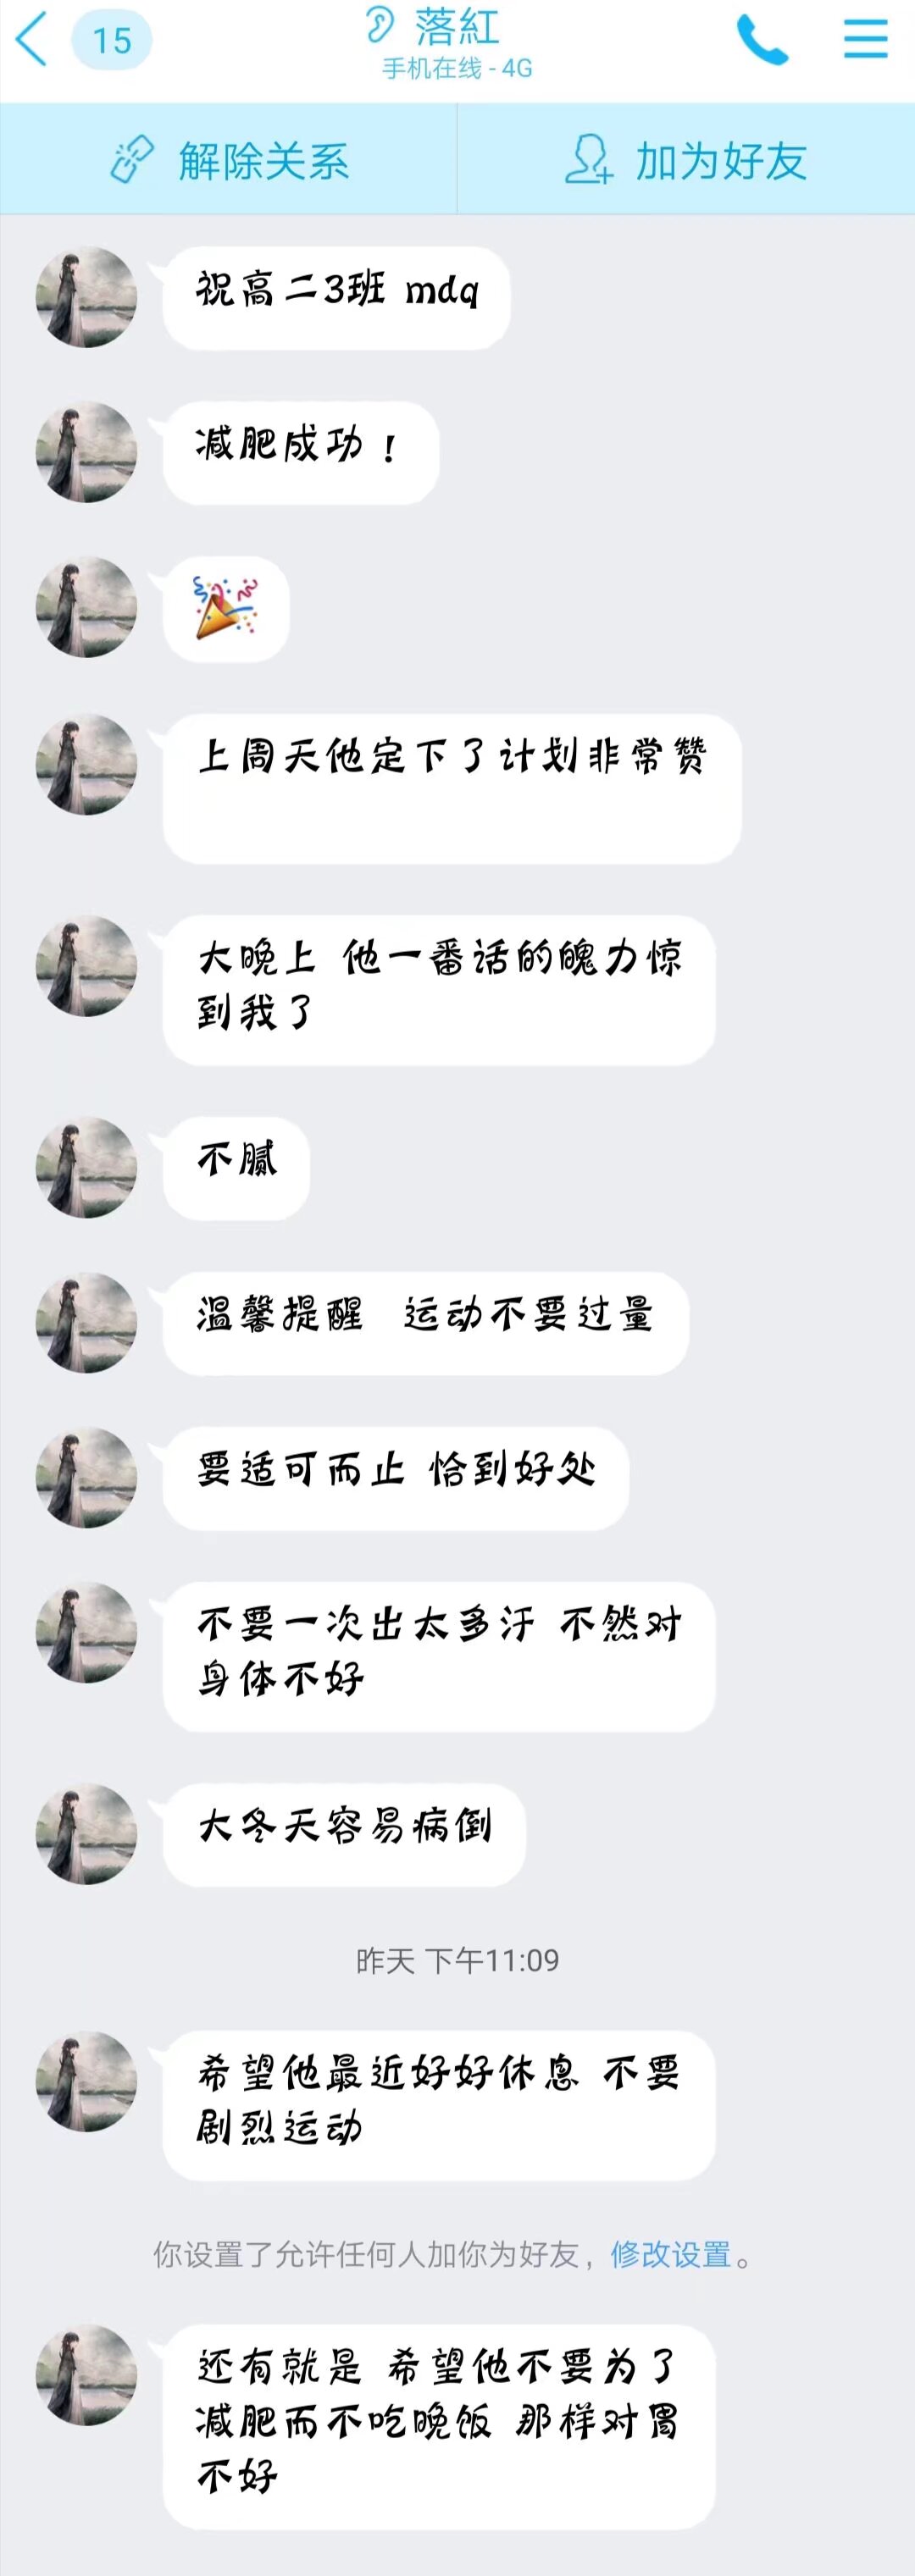 15
落紅
手机在线 - 4G
解除关系
加为好友
祝高二3班 mdq
减肥成功！
上周天他定下了计划非常赞
大晚上 他一番话的魄力惊
到我了
不腻
温馨提醒 运动不要过量
要适可而止 恰到好处
不要一次出太多汗 不然对
身体不好
大冬天容易病倒
昨天 下午11:09
希望他最近好好休息 不要
剧烈运动
你设置了允许任何人加你为好友，修改设置。
还有就是 希望他不要为了
减肥而不吃晚饭 那样对胃
不好